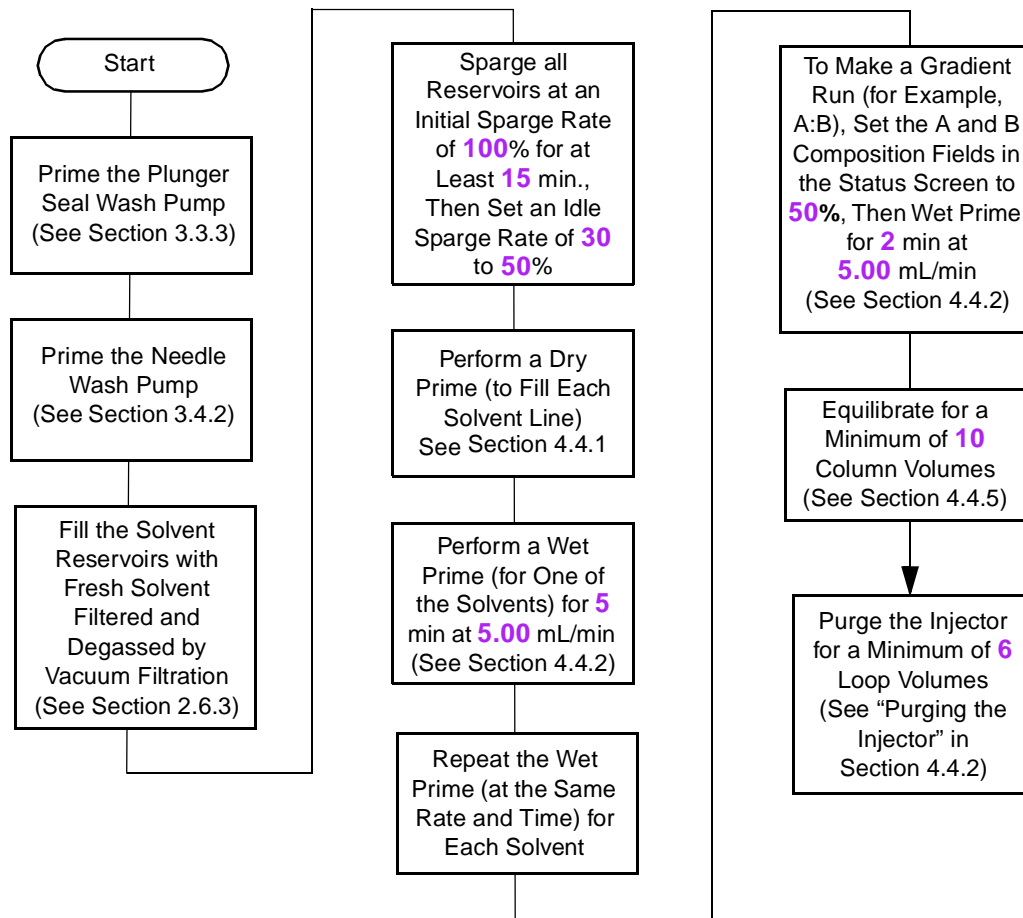 Start
Prime the Plunger
Seal Wash Pump
(See Section 3.3.3)
Prime the Needle
Wash Pump
(See Section 3.4.2)
Fill the Solvent
Reservoirs with
Fresh Solvent
Filtered and
Degassed by
Vacuum Filtration
(See Section 2.6.3)
Sparge all
Reservoirs at an
Initial Sparge Rate
of 100% for at
Least 15 min.,
Then Set an Idle
Sparge Rate of 30
to 50%
Perform a Dry
Prime (to Fill Each
Solvent Line)
See Section 4.4.1
Perform a Wet
Prime (for One of
the Solvents) for 5
min at 5.00 mL/min
(See Section 4.4.2)
Repeat the Wet
Prime (at the Same
Rate and Time) for
Each Solvent
To Make a Gradient
Run (for Example,
A:B), Set the A and B
Composition Fields in
the Status Screen to
50%, Then Wet Prime
for 2 min at
5.00 mL/min
(See Section 4.4.2)
Equilibrate for a
Minimum of 10
Column Volumes
(See Section 4.4.5)
Purge the Injector
for a Minimum of 6
Loop Volumes
(See “Purging the
Injector” in
Section 4.4.2)